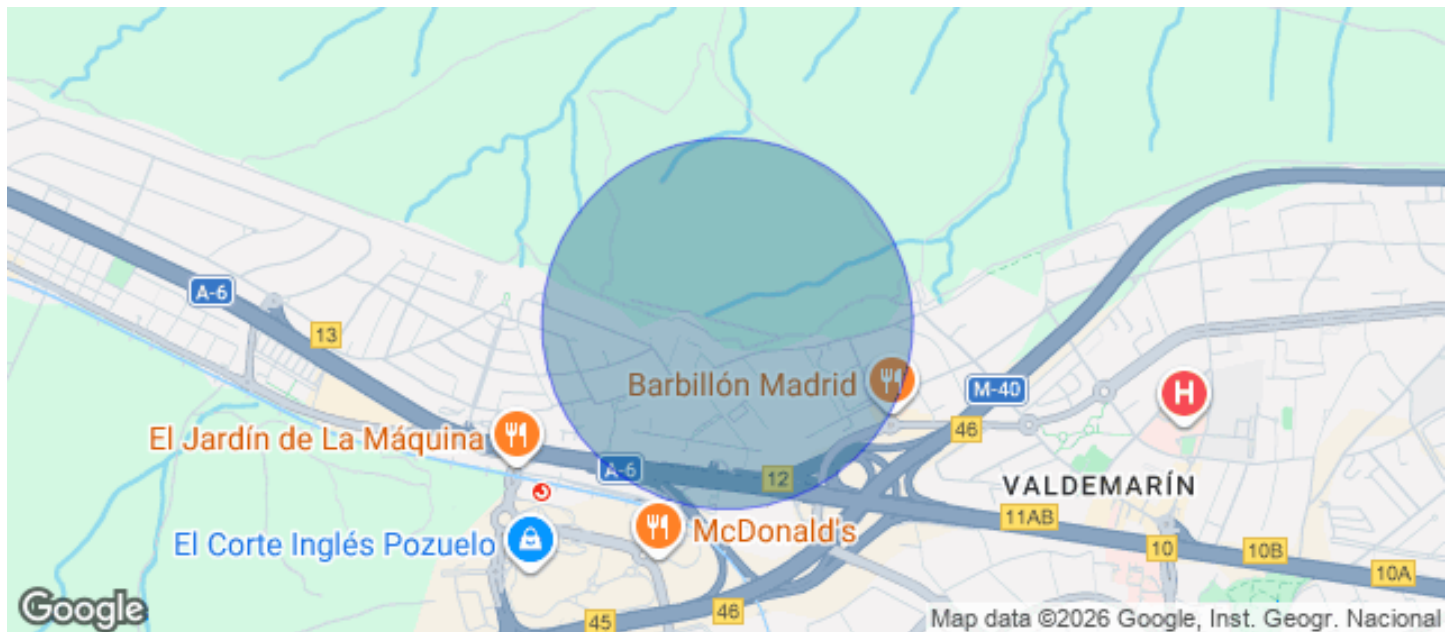 A-6
13
Barbillón Madrid
M-40
H
El Jardín de La Máquina
46
A-6
12
VALDEMARÍN
11AB
McDonald's
El Corte Inglés Pozuelo
10
10B
10A
Google
45
46
Map data ©2026 Google, Inst. Geogr. Nacional